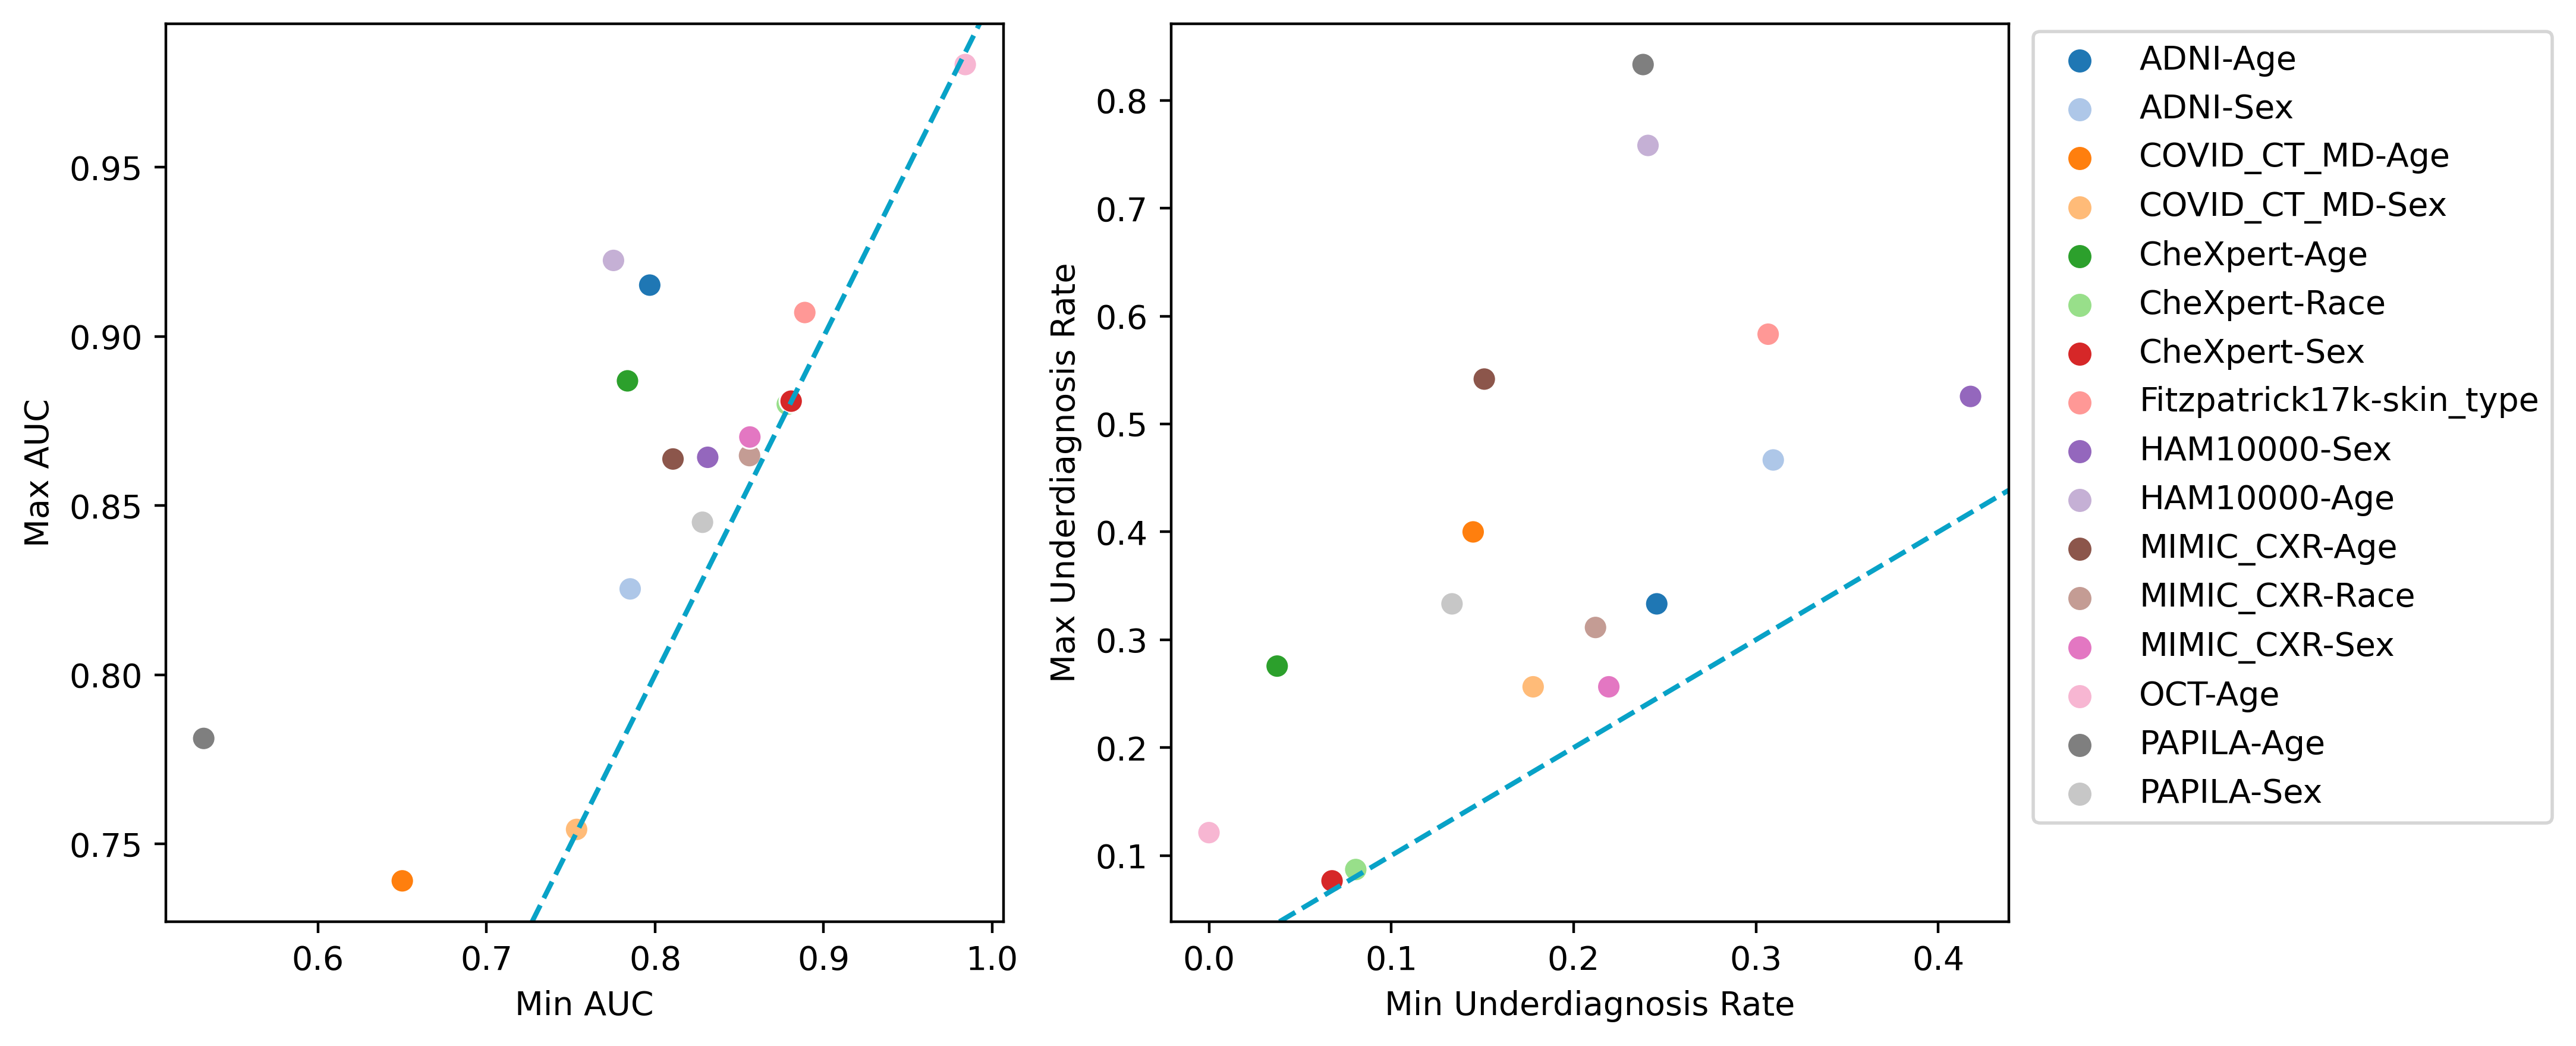 Max AUC
0.95
0.90
0.85
0.80
0.75
0.6
0.7
0.8
0.9
1.0
Min AUC
Max Underdiagnosis Rate
0.8
0.7
0.6
0.5
0.4
0.3
0.2
0.1
0.0
0.1
0.2
0.3
0.4
Min Underdiagnosis Rate
ADNI-Age
ADNI-Sex
COVID_CT_MD-Age
COVID_CT_MD-Sex
CheXpert-Age
CheXpert-Race
CheXpert-Sex
Fitzpatrick17k-skin_type
HAM10000-Sex
HAM10000-Age
MIMIC_CXR-Age
MIMIC_CXR-Race
MIMIC_CXR-Sex
OCT-Age
PAPILA-Age
PAPILA-Sex